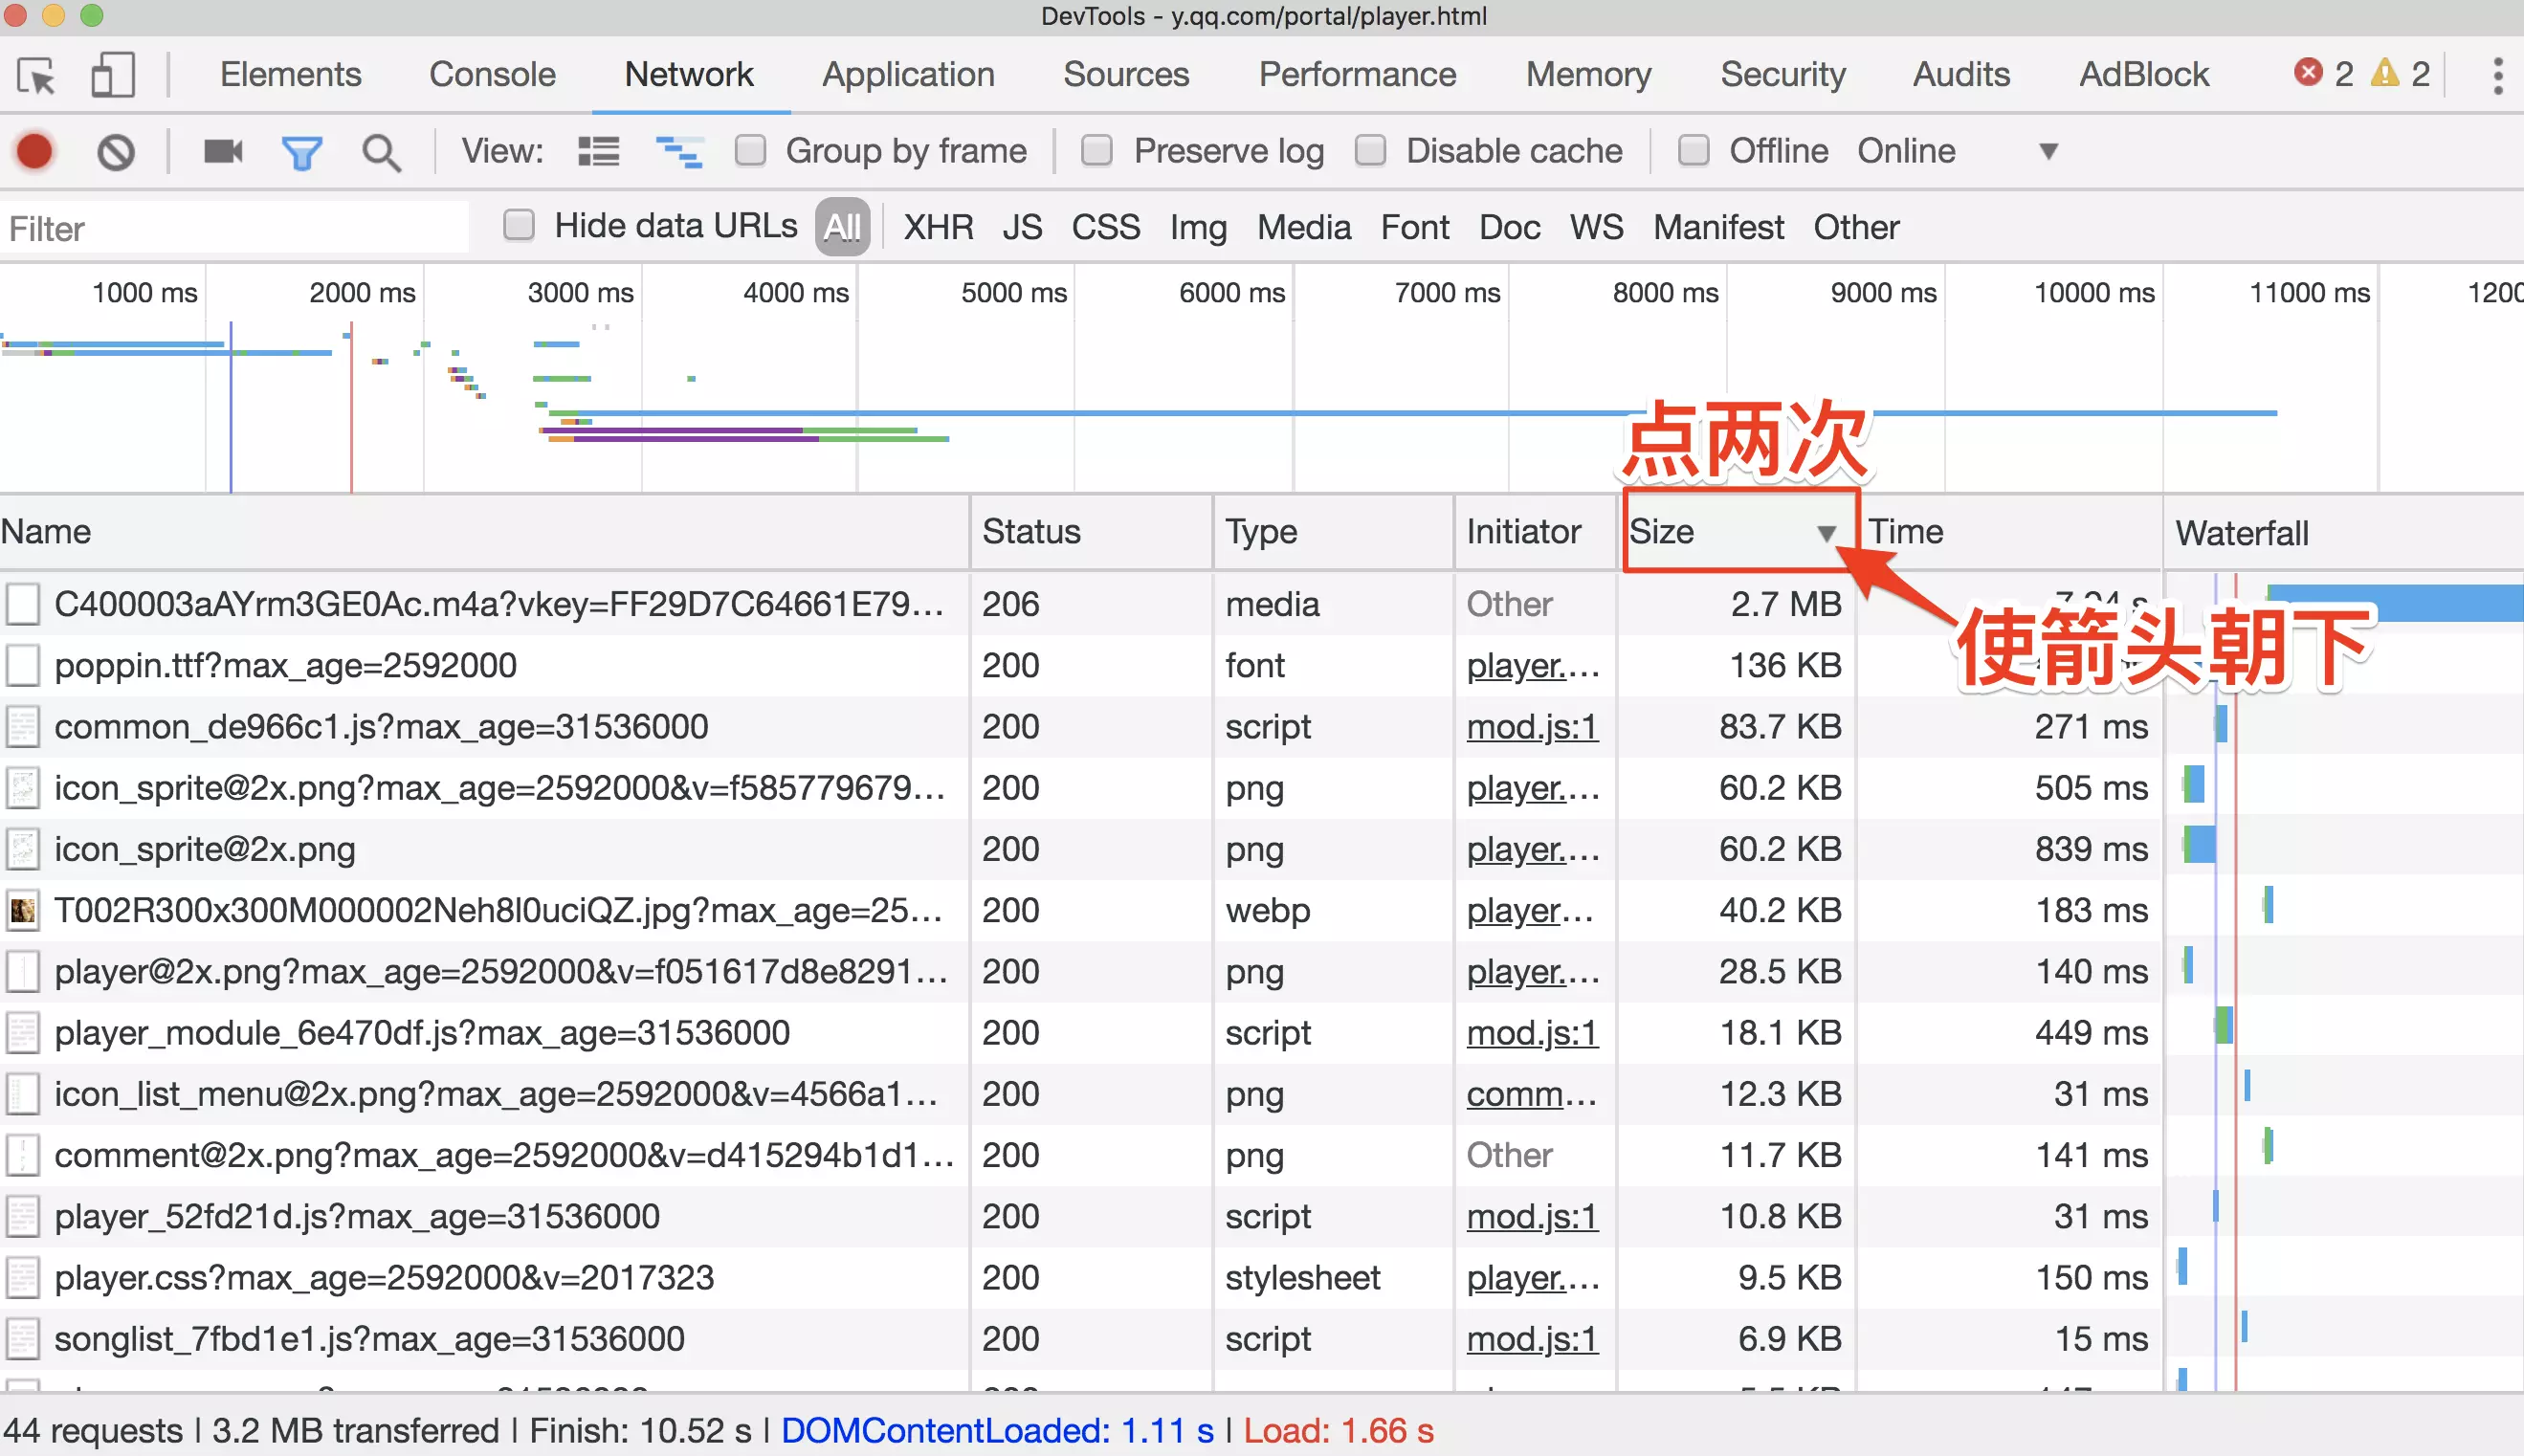 DevTools - y.qq.com/portal/player.html
Elements Console Network Application Sources Performance Memory Security Audits AdBlock 2 2
View: Group by frame Preserve log Disable cache Offline Online
Filter Hide data URLs All XHR JS CSS Img Media Font Doc WS Manifest Other
1000 ms 2000 ms 3000 ms 4000 ms 5000 ms 6000 ms 7000 ms 8000 ms 9000 ms 10000 ms 11000 ms 1200
点两次
Name Status Type Initiator Size Time Waterfall
C400003aAYrm3GE0Ac.m4a?vkey=FF29D7C64661E79... 206 media Other 2.7 MB
使箭头朝下
poppin.ttf?max_age=2592000 200 font player.... 136 KB
common_de966c1.js?max_age=31536000 200 script mod.js:1 83.7 KB 271 ms
icon_sprite@2x.png?max_age=2592000&v=f585779679... 200 png player.... 60.2 KB 505 ms
icon_sprite@2x.png 200 png player.... 60.2 KB 839 ms
T002R300x300M000002Neh8l0uciQZ.jpg?max_age=25... 200 webp player... 40.2 KB 183 ms
player@2x.png?max_age=2592000&v=f051617d8e8291... 200 png player.... 28.5 KB 140 ms
player_module_6e470df.js?max_age=31536000 200 script mod.js:1 18.1 KB 449 ms
icon_list_menu@2x.png?max_age=2592000&v=4566a1... 200 png comm... 12.3 KB 31 ms
comment@2x.png?max_age=2592000&v=d415294b1d1... 200 png Other 11.7 KB 141 ms
player_52fd21d.js?max_age=31536000 200 script mod.js:1 10.8 KB 31 ms
player.css?max_age=2592000&v=2017323 200 stylesheet player.... 9.5 KB 150 ms
songlist_7fbd1e1.js?max_age=31536000 200 script mod.js:1 6.9 KB 15 ms
44 requests | 3.2 MB transferred | Finish: 10.52 s | DOMContentLoaded: 1.11 s | Load: 1.66 s